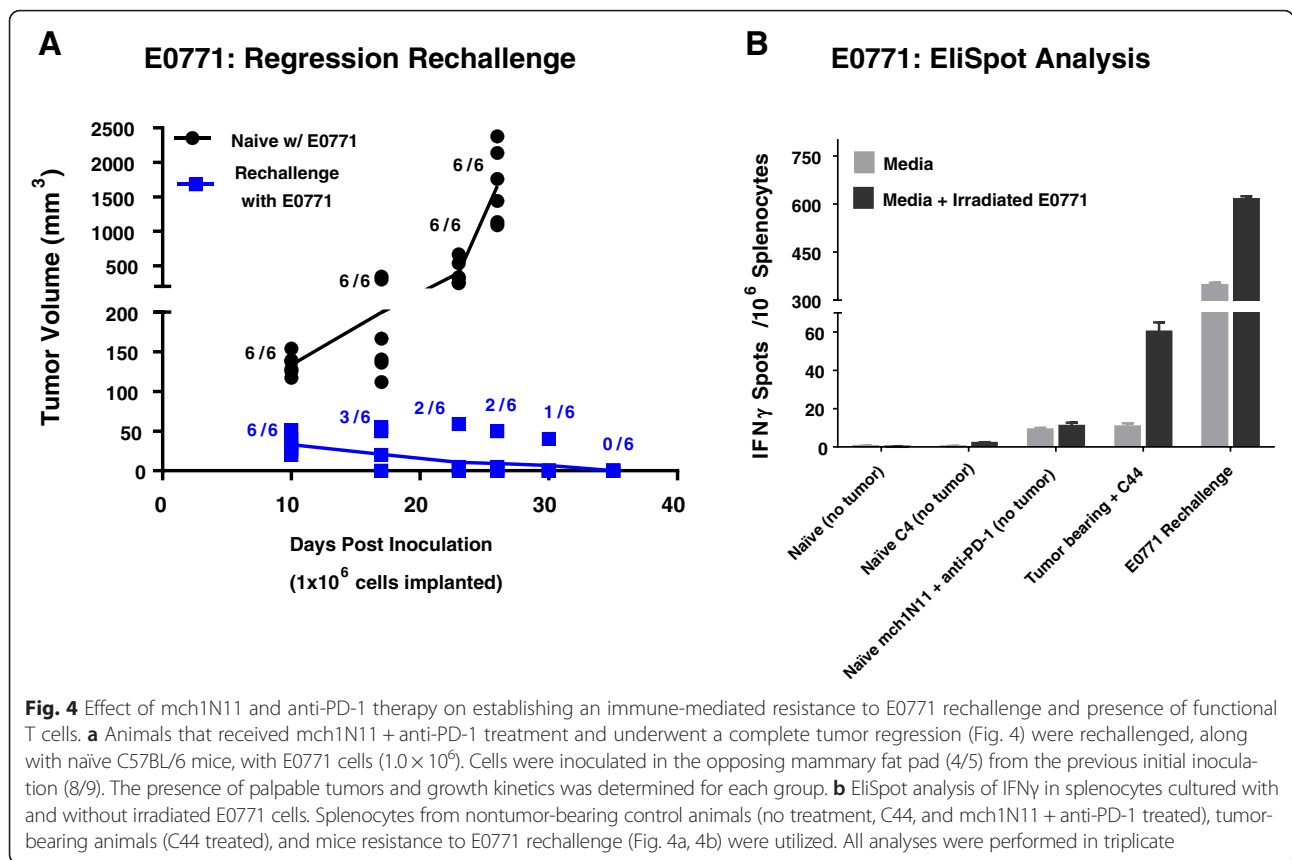 A
E0771: Regression Rechallenge
Naive w/ E0771
Rechallenge
with E0771
Tumor Volume (mm3)
2500
2000
1500
1000
500
200
150
100
50
0
6/6
6/6
6/6
6/6
6/6
3/6
2/6
2/6
1/6
0/6
0
10
20
30
40
Days Post Inoculation
(1x10^6 cells implanted)
B
E0771: EliSpot Analysis
Media
Media + Irradiated E0771
IFNγ Spots /10^6 Splenocytes
750
600
450
300
60
40
20
0
Naïve (no tumor)
Naïve C4 (no tumor)
Naïve mch1N11 + anti-PD-1 (no tumor)
Tumor bearing + C44
E0771 Rechallenge
Fig. 4 Effect of mch1N11 and anti-PD-1 therapy on establishing an immune-mediated resistance to E0771 rechallenge and presence of functional
T cells. a Animals that received mch1N11 + anti-PD-1 treatment and underwent a complete tumor regression (Fig. 4) were rechallenged, along
with naïve C57BL/6 mice, with E0771 cells (1.0 × 10^6). Cells were inoculated in the opposing mammary fat pad (4/5) from the previous initial inocula-
tion (8/9). The presence of palpable tumors and growth kinetics was determined for each group. b EliSpot analysis of IFNγ in splenocytes cultured with
and without irradiated E0771 cells. Splenocytes from nontumor-bearing control animals (no treatment, C44, and mch1N11 + anti-PD-1 treated), tumor-
bearing animals (C44 treated), and mice resistance to E0771 rechallenge (Fig. 4a, 4b) were utilized. All analyses were performed in triplicate